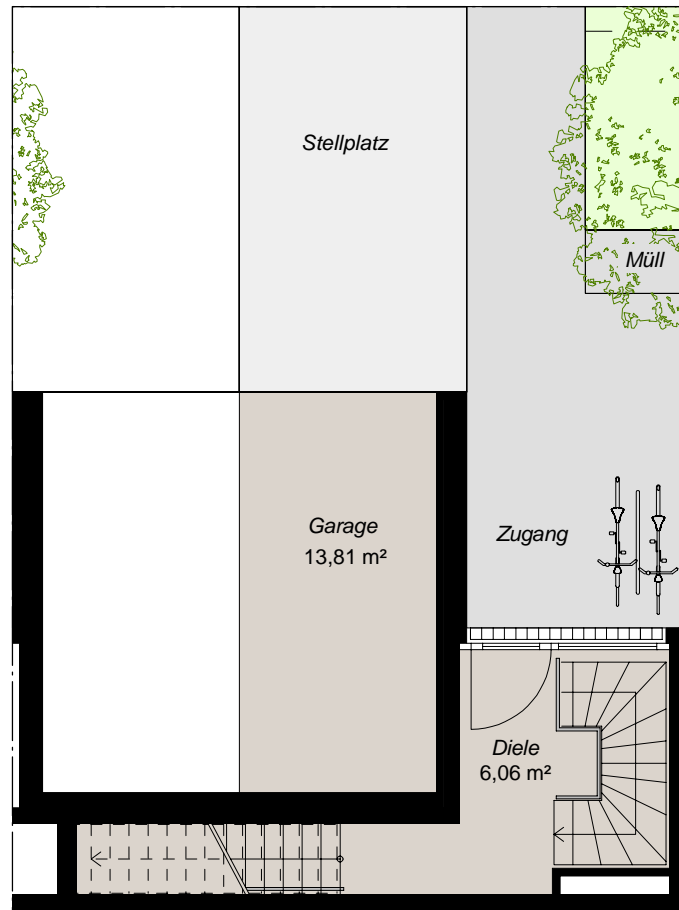 Stellplatz
Müll
Garage
13,81 m²
Zugang
Diele
6,06 m²